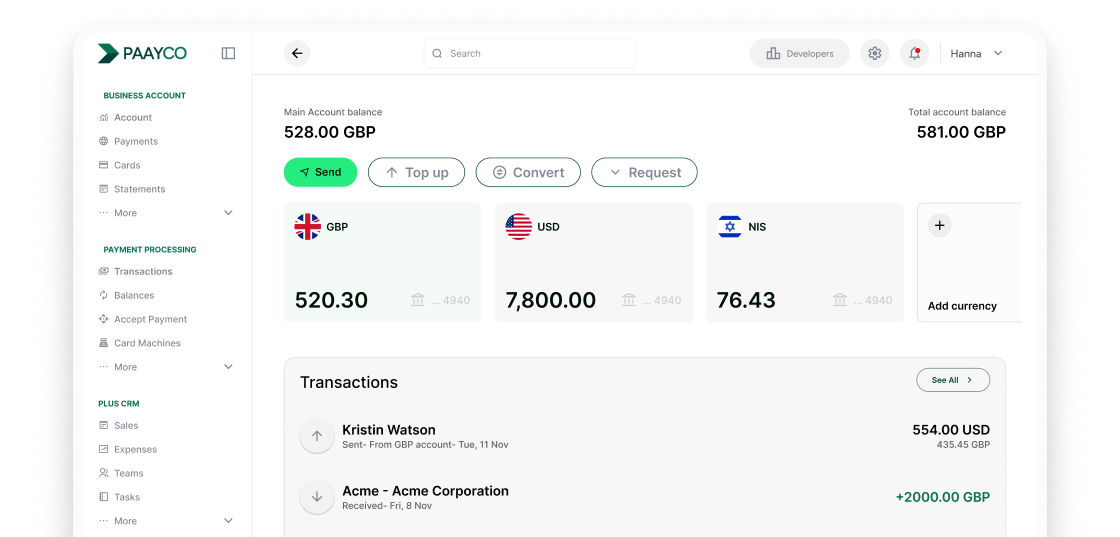 PAAYCO
Search
Developers
Hanna
BUSINESS ACCOUNT
Account
Payments
Cards
Statements
More
PAYMENT PROCESSING
Transactions
Balances
Accept Payment
Card Machines
More
PLUS CRM
Sales
Expenses
Teams
Tasks
More
Main Account balance
528.00 GBP
Total account balance
581.00 GBP
Send
Top up
Convert
Request
GBP
520.30
... 4940
USD
7,800.00
... 4940
NIS
76.43
... 4940
Add currency
Transactions
See All
Kristin Watson
554.00 USD
Sent- From GBP account- Tue, 11 Nov
435.45 GBP
Acme - Acme Corporation
+2000.00 GBP
Received- Fri, 8 Nov